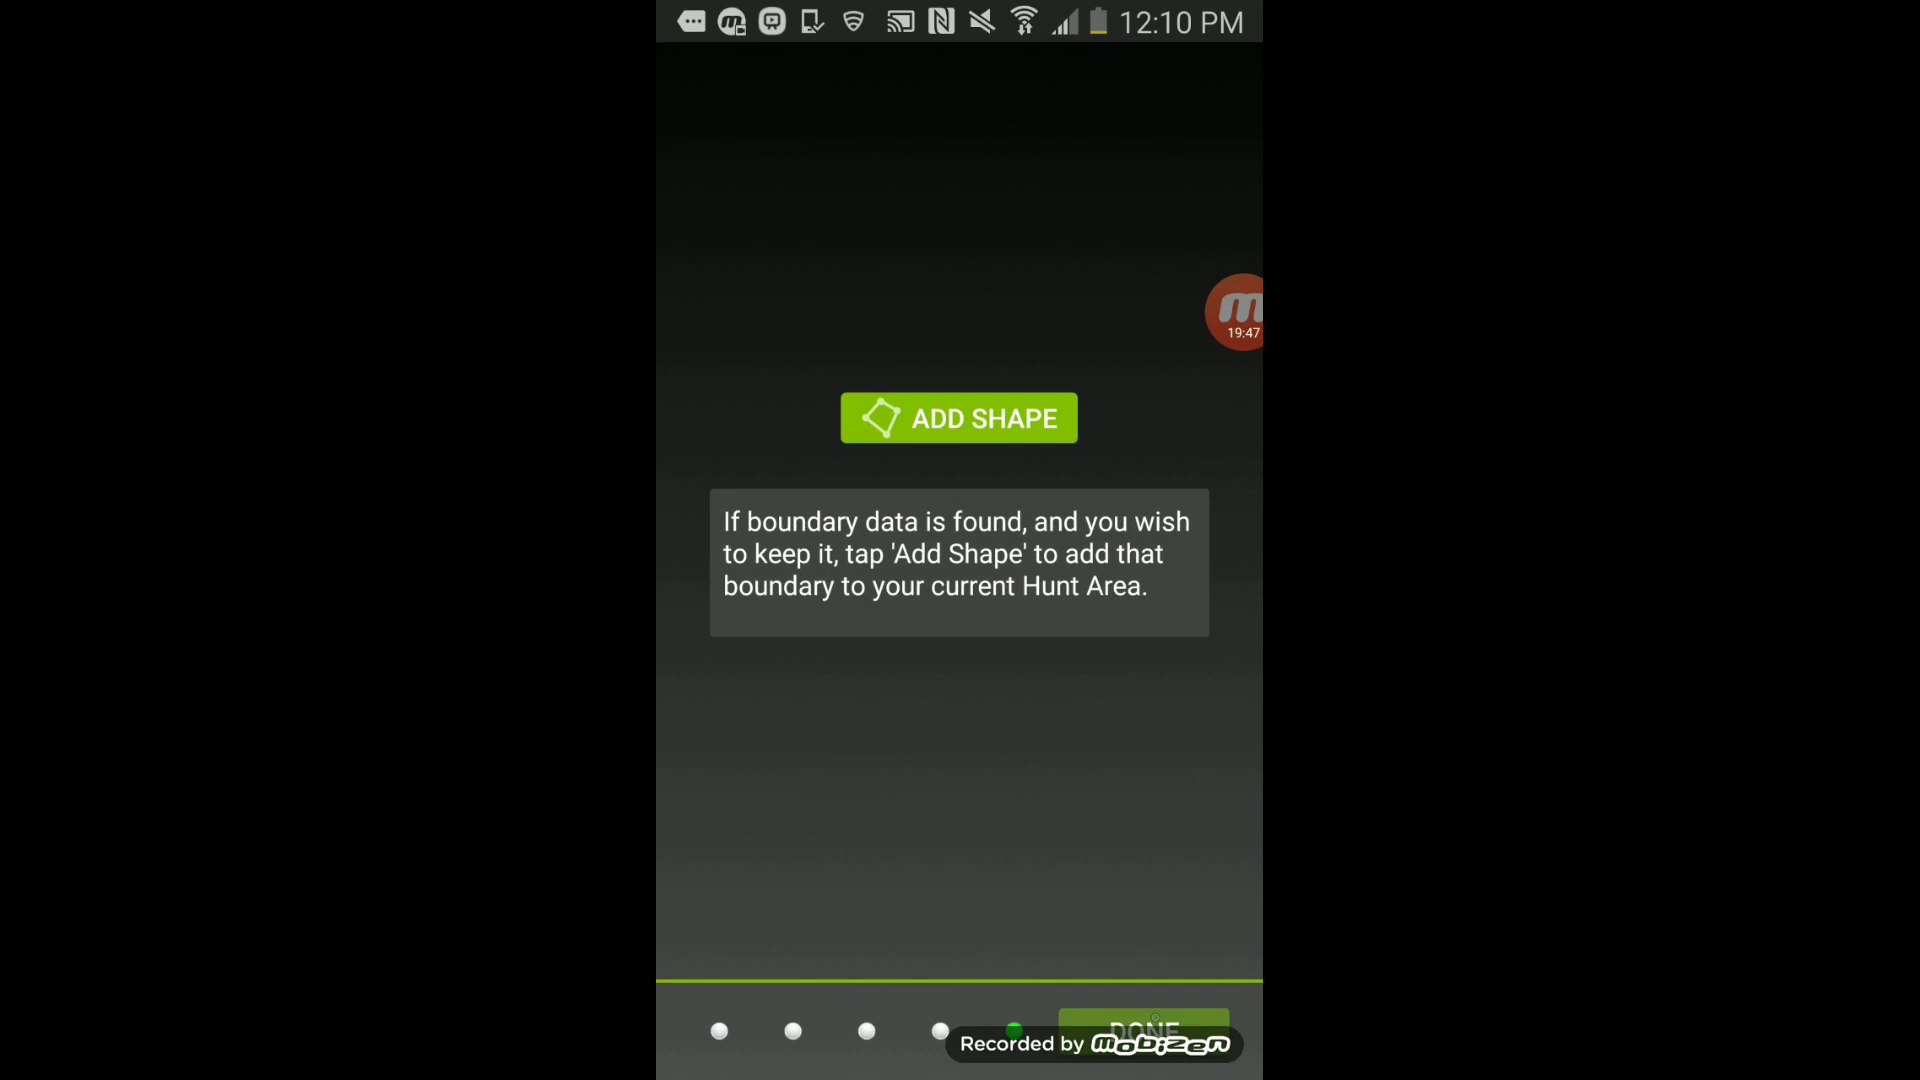 12:10 PM
19:47
ADD SHAPE
If boundary data is found, and you wish
to keep it, tap 'Add Shape' to add that
boundary to your current Hunt Area.
DONE
Recorded by mobizen